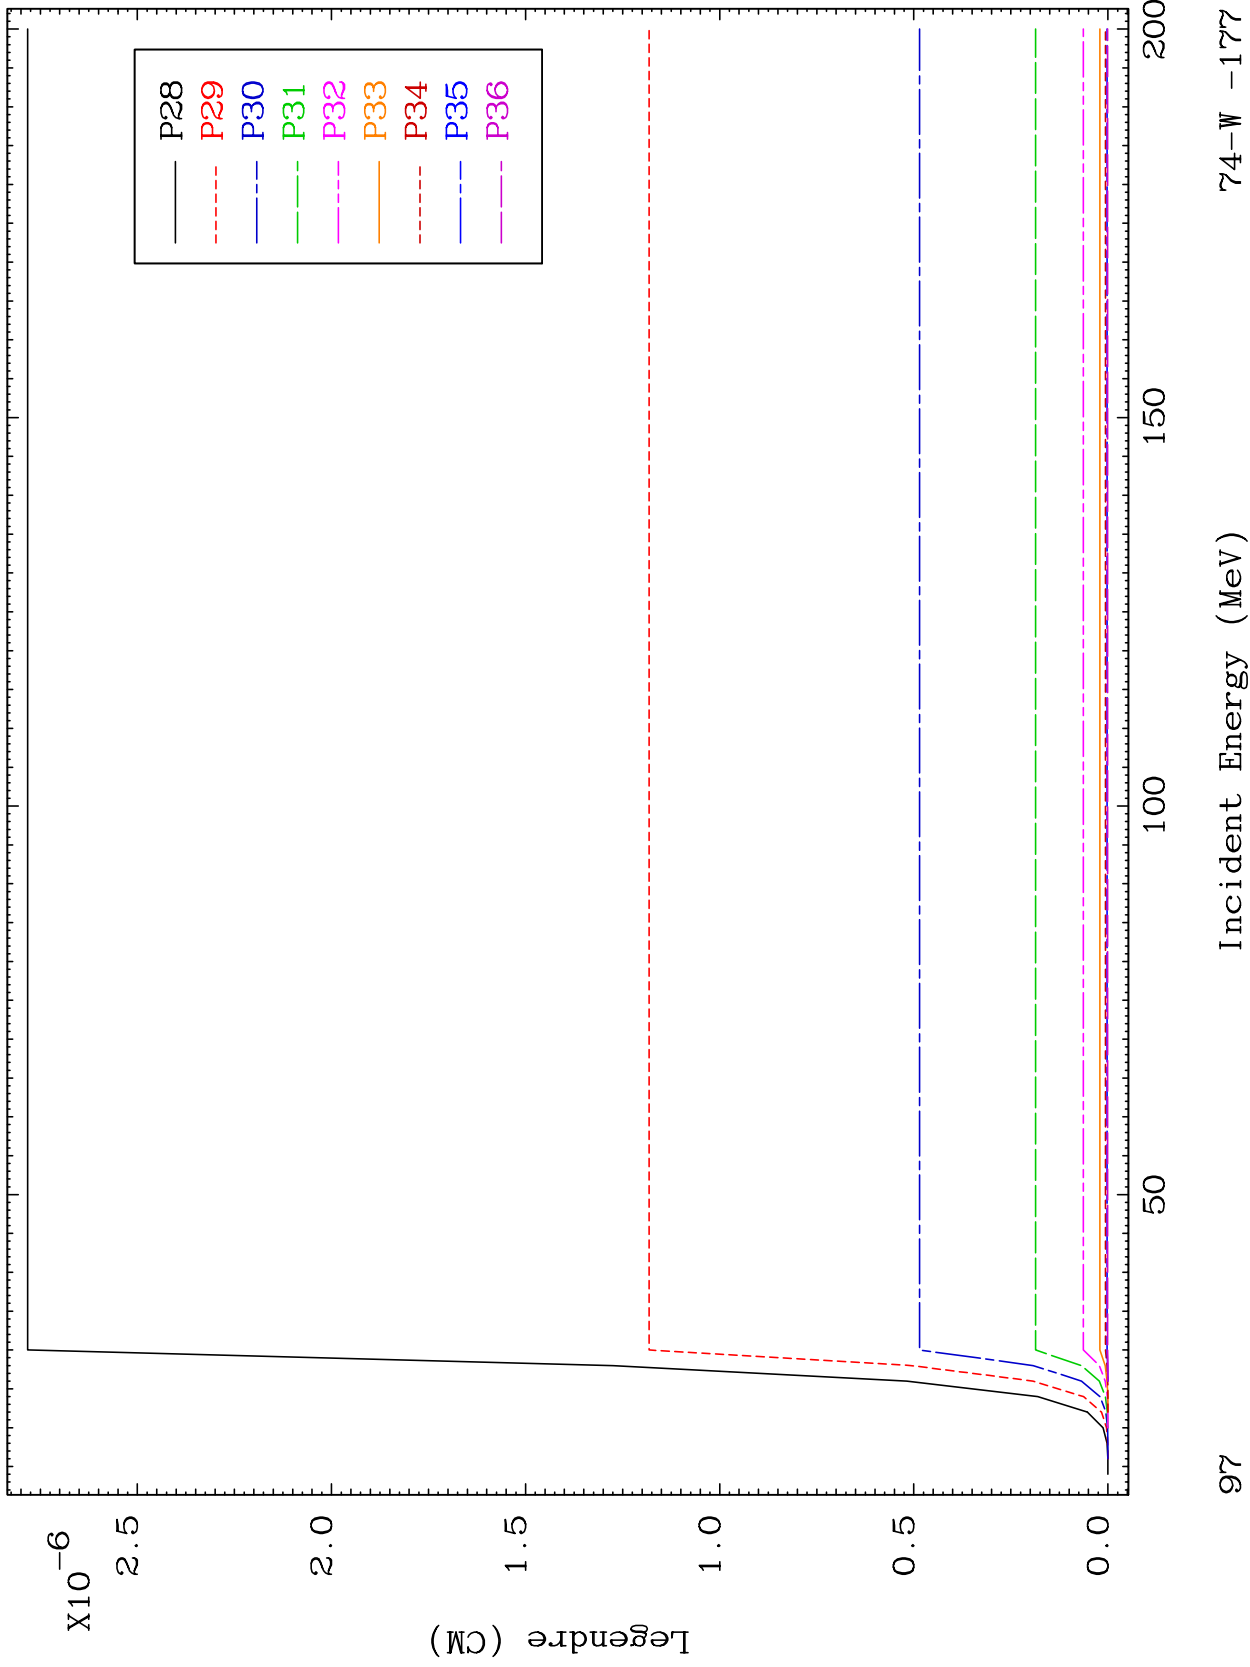 X10-6
2.5
2.0
1.5
1.0
0.5
0.0
Legendre (CM)
P28
P29
P30
P31
P32
P33
P34
P35
P36
50
100
150
200
Incident Energy (MeV)
97
74-W -177